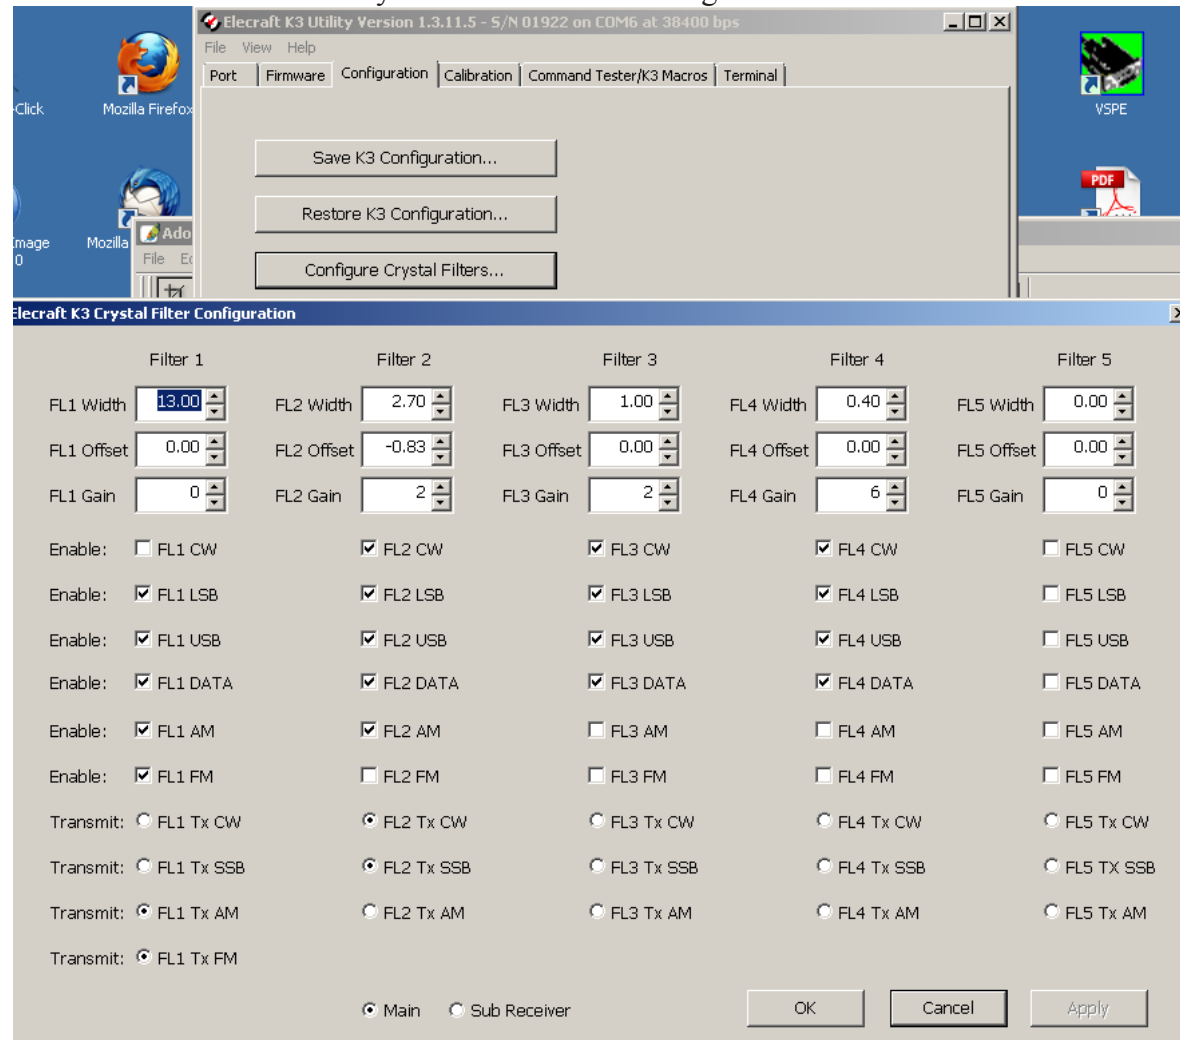 Elecraft K3 Utility Version 1.3.11.5 - S/N 01922 on COM6 at 38400 bps
File View Help
Port Firmware Configuration Calibration Command Tester/K3 Macros Terminal
-Click Mozilla Firefox VSPE
Save K3 Configuration...
PDF
Restore K3 Configuration...
Mozilla Ado
0 File
Configure Crystal Filters...
Elecraft K3 Crystal Filter Configuration
Filter 1 Filter 2 Filter 3 Filter 4 Filter 5
FL1 Width 13.00 FL2 Width 2.70 FL3 Width 1.00 FL4 Width 0.40 FL5 Width 0.00
FL1 Offset 0.00 FL2 Offset -0.83 FL3 Offset 0.00 FL4 Offset 0.00 FL5 Offset 0.00
FL1 Gain 0 FL2 Gain 2 FL3 Gain 2 FL4 Gain 6 FL5 Gain 0
Enable: FL1 CW FL2 CW FL3 CW FL4 CW FL5 CW
Enable: FL1 LSB FL2 LSB FL3 LSB FL4 LSB FL5 LSB
Enable: FL1 USB FL2 USB FL3 USB FL4 USB FL5 USB
Enable: FL1 DATA FL2 DATA FL3 DATA FL4 DATA FL5 DATA
Enable: FL1 AM FL2 AM FL3 AM FL4 AM FL5 AM
Enable: FL1 FM FL2 FM FL3 FM FL4 FM FL5 FM
Transmit: FL1 Tx CW FL2 Tx CW FL3 Tx CW FL4 Tx CW FL5 Tx CW
Transmit: FL1 Tx SSB FL2 Tx SSB FL3 Tx SSB FL4 Tx SSB FL5 TX SSB
Transmit: FL1 Tx AM FL2 Tx AM FL3 Tx AM FL4 Tx AM FL5 Tx AM
Transmit: FL1 Tx FM
Main Sub Receiver OK Cancel Apply